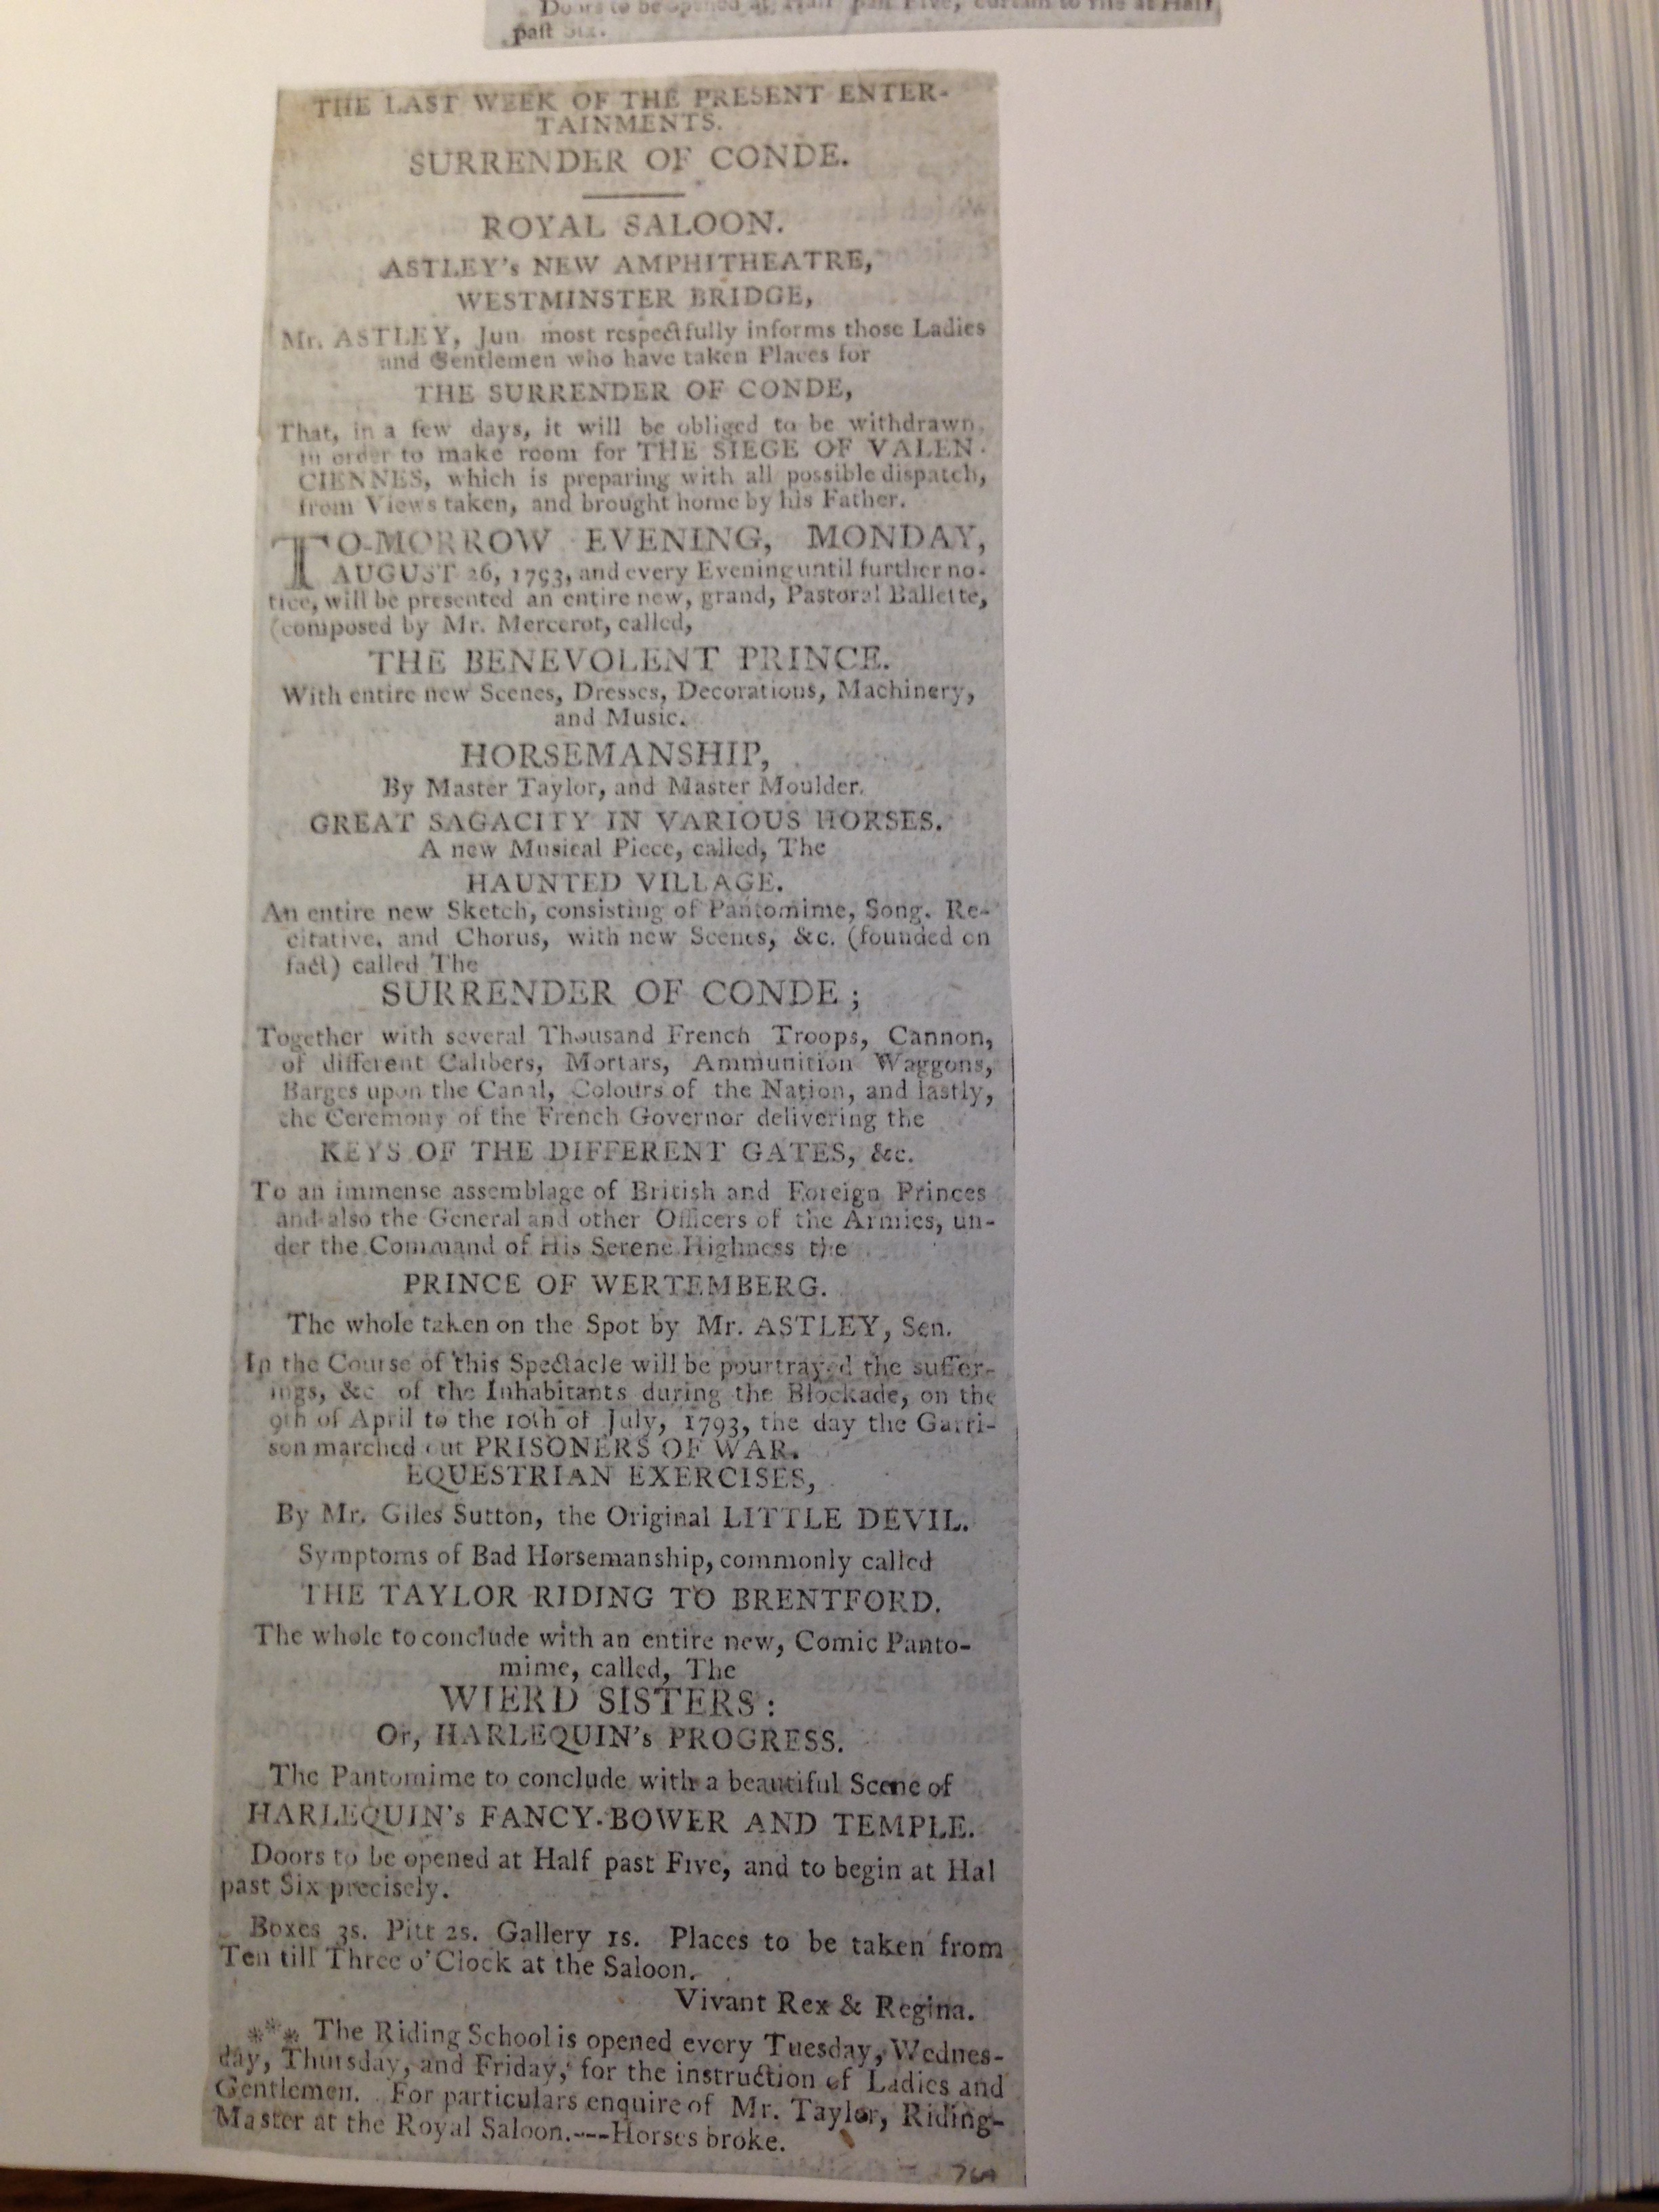 Doors to be opened at Half past Five, curtain to rise at Half
past Six.
THE LAST WEEK OF THE PRESENT ENTER-
TAINMENTS.
SURRENDER OF CONDE.
ROYAL SALOON.
ASTLEY's NEW AMPHITHEATRE,
WESTMINSTER BRIDGE,
Mr. ASTLEY, Jun most respectfully informs those Ladies
and Gentlemen who have taken Places for
THE SURRENDER OF CONDE,
That, in a few days, it will be obliged to be withdrawn,
in order to make room for THE SIEGE OF VALEN-
CIENNES, which is preparing with all possible dispatch,
from Views taken, and brought home by his Father.
TO-MORROW EVENING, MONDAY,
AUGUST 26, 1793, and every Evening until further no-
tice, will be presented an entire new, grand, Pastoral Ballette,
(composed by Mr. Mercerot, called,
THE BENEVOLENT PRINCE.
With entire new Scenes, Dresses, Decorations, Machinery,
and Music.
HORSEMANSHIP,
By Master Taylor, and Master Moulder.
GREAT SAGACITY IN VARIOUS HORSES.
A new Musical Piece, called, The
HAUNTED VILLAGE.
An entire new Sketch, consisting of Pantomime, Song, Re-
citative, and Chorus, with new Scenes, &c. (founded on
fact) called The
SURRENDER OF CONDE;
Together with several Thousand French Troops, Cannon,
of different Calibers, Mortars, Ammunition Waggons,
Barges upon the Canal, Colours of the Nation, and lastly,
the Ceremony of the French Governor delivering the
KEYS OF THE DIFFERENT GATES, &c.
To an immense assemblage of British and Foreign Princes
and also the General and other Officers of the Armies, un-
der the Command of His Serene Highness the
PRINCE OF WERTEMBERG.
The whole taken on the Spot by Mr. ASTLEY, Sen.
In the Course of this Spectacle will be pourtrayed the suffer-
ings, &c of the Inhabitants during the Blockade, on the
9th of April to the 10th of July, 1793, the day the Garri-
son marched out PRISONERS OF WAR.
EQUESTRIAN EXERCISES,
By Mr. Giles Sutton, the Original LITTLE DEVIL.
Symptoms of Bad Horsemanship, commonly called
THE TAYLOR RIDING TO BRENTFORD.
The whole to conclude with an entire new, Comic Panto-
mime, called, The
WIERD SISTERS:
Or, HARLEQUIN's PROGRESS.
The Pantomime to conclude with a beautiful Scene of
HARLEQUIN's FANCY-BOWER AND TEMPLE.
Doors to be opened at Half past Five, and to begin at Hal
past Six precisely.
Boxes 3s. Pitt 2s. Gallery 1s. Places to be taken from
Ten till Three o'Clock at the Saloon.
Vivant Rex & Regina.
*** The Riding School is opened every Tuesday, Wednes-
day, Thursday, and Friday, for the instruction of Ladies and
Gentlemen. For particulars enquire of Mr. Taylor, Riding-
Master at the Royal Saloon.---Horses broke.
76A